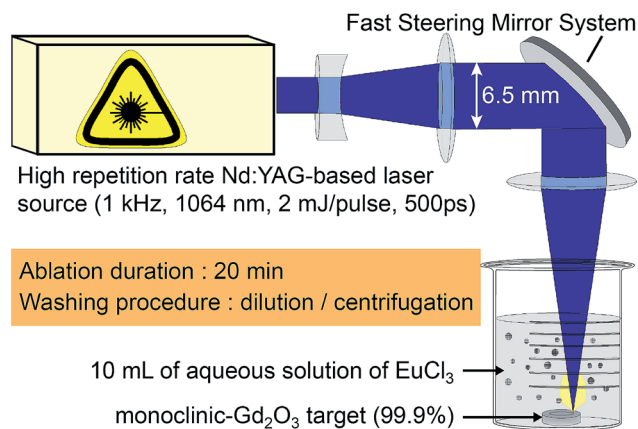 Fast Steering Mirror System
6.5 mm
High repetition rate Nd:YAG-based laser
source (1 kHz, 1064 nm, 2 mJ/pulse, 500ps)
Ablation duration : 20 min
Washing procedure : dilution / centrifugation
10 mL of aqueous solution of EuCl₃
monoclinic-Gd₂O₃ target (99.9%)